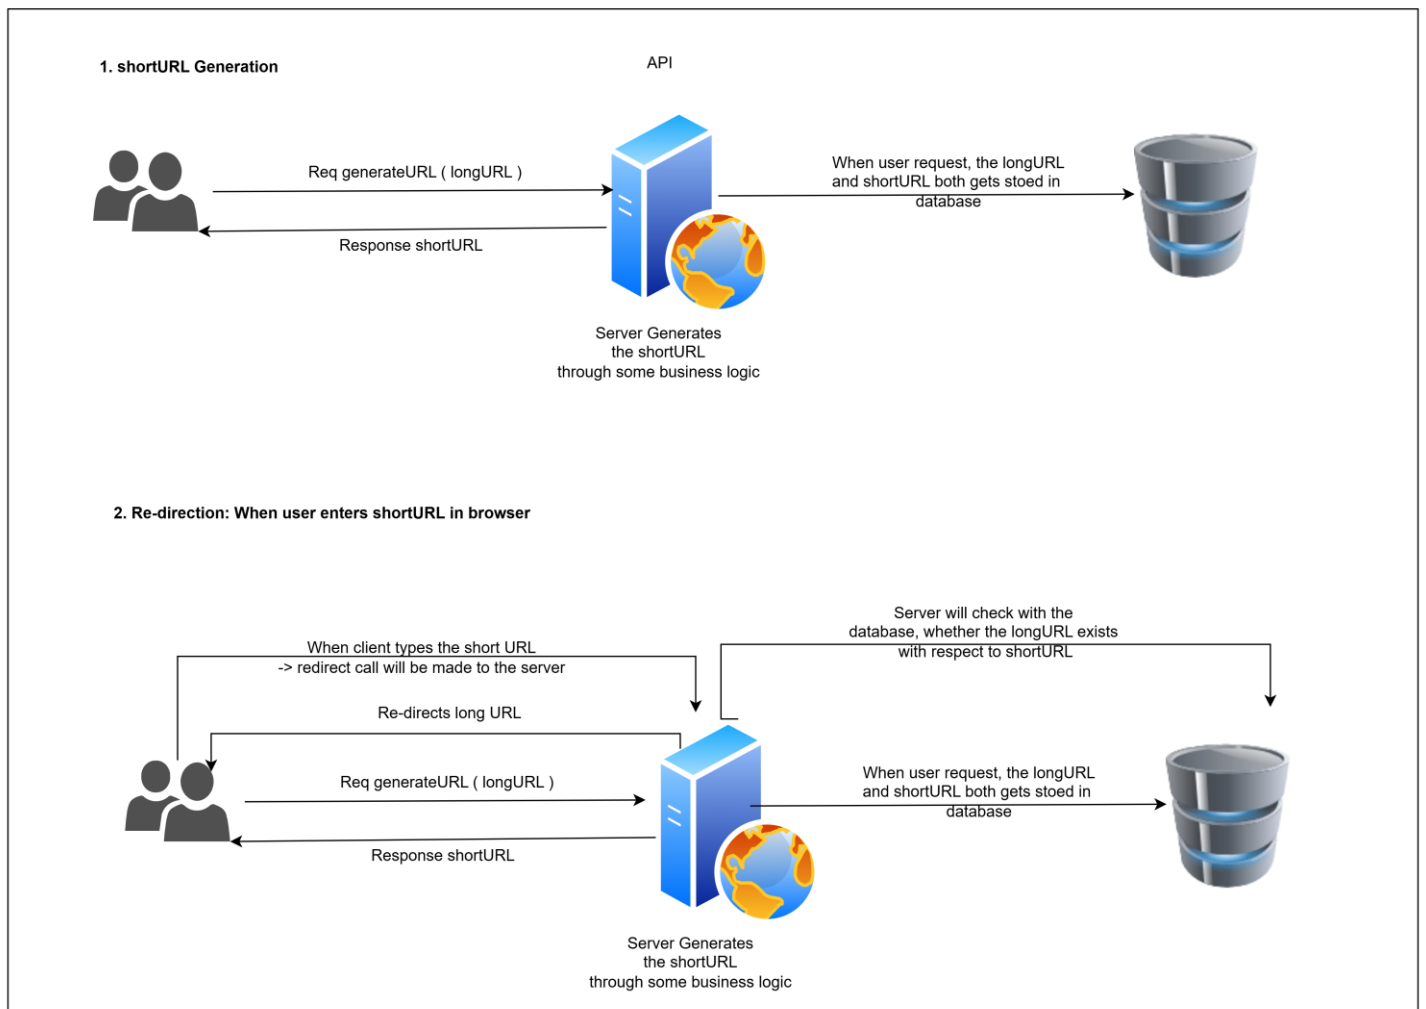 1. shortURL Generation
API
Req generateURL ( longURL )
Response shortURL
When user request, the longURL
and shortURL both gets stoed in
database
Server Generates
the shortURL
through some business logic
2. Re-direction: When user enters shortURL in browser
When client types the short URL
-> redirect call will be made to the server
Server will check with the
database, whether the longURL exists
with respect to shortURL
Re-directs long URL
Req generateURL ( longURL )
Response shortURL
When user request, the longURL
and shortURL both gets stoed in
database
Server Generates
the shortURL
through some business logic